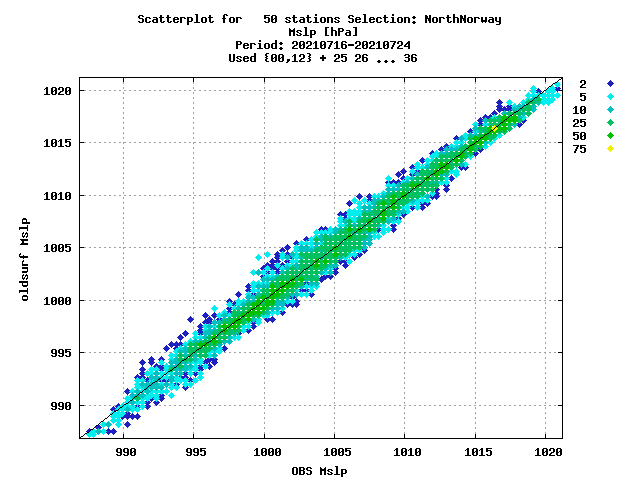 Scatterplot for   50 stations Selection: NorthNorway
Mslp [hPa]
Period: 20210716-20210724
Used {00,12} + 25 26 ... 36
2
5
10
25
50
75
oldsurf Mslp
1020
1015
1010
1005
1000
995
990
990 995 1000 1005 1010 1015 1020
OBS Mslp